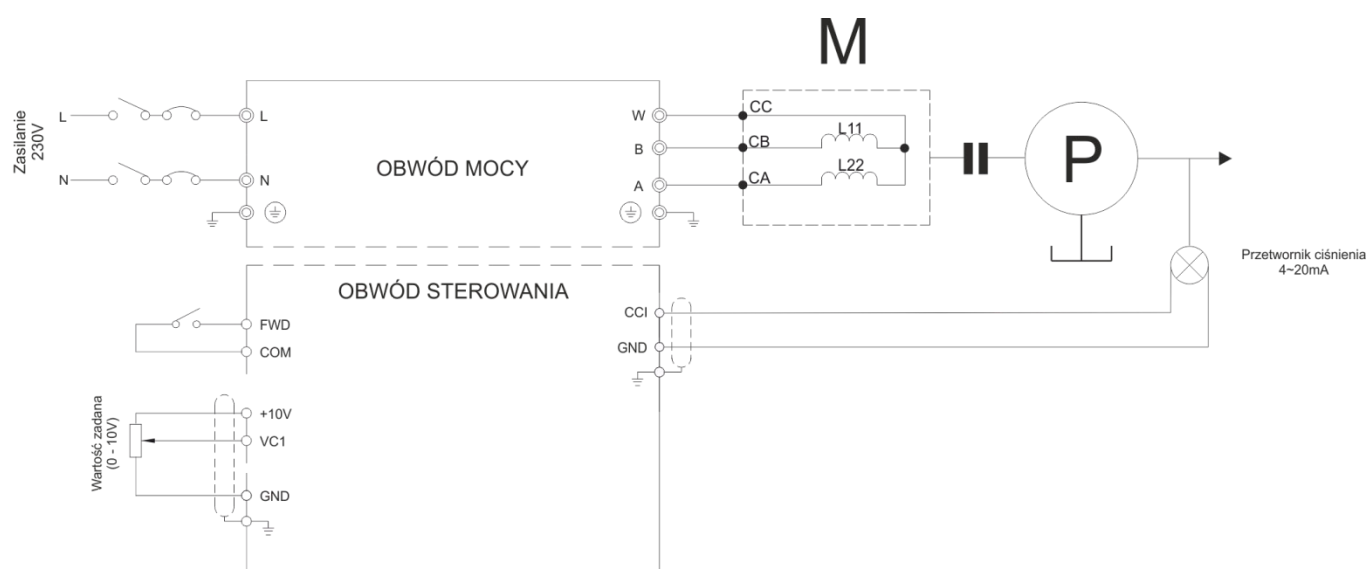 M
Zasilanie
230V
L
L
N
N
OBWÓD MOCY
W
B
A
CC
CB
CA
L11
L22
P
Przetwornik ciśnienia
4~20mA
OBWÓD STEROWANIA
FWD
COM
CCI
GND
Wartość zadana
(0 - 10V)
+10V
VC1
GND